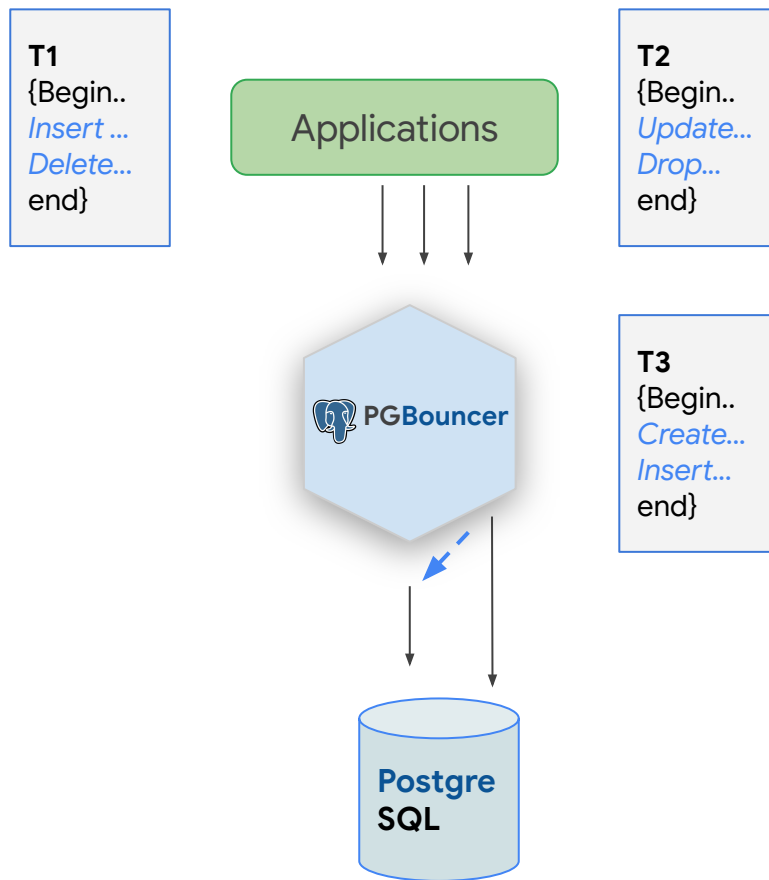 T1
{Begin..
Insert ...
Delete...
end}
Applications
T2
{Begin..
Update...
Drop...
end}
PGBouncer
T3
{Begin..
Create...
Insert...
end}
Postgre
SQL